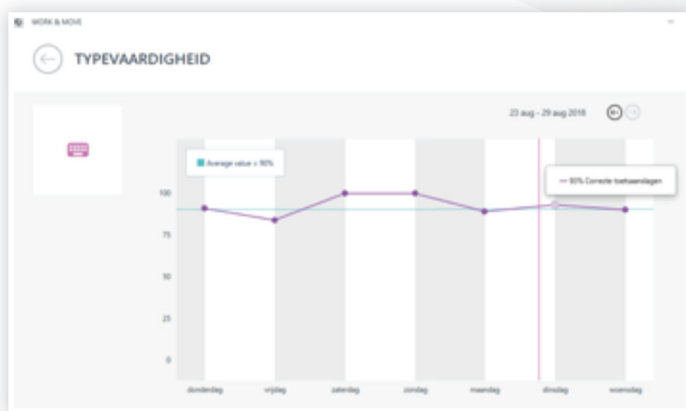 WORK & MOVE
TYPEVAARDIGHEID
23 aug - 29 aug 2018
Average value = 90%
Correcte toetsaanslagen
100
75
50
25
0
donderdag vrijdag zaterdag zondag maandag dinsdag woensdag